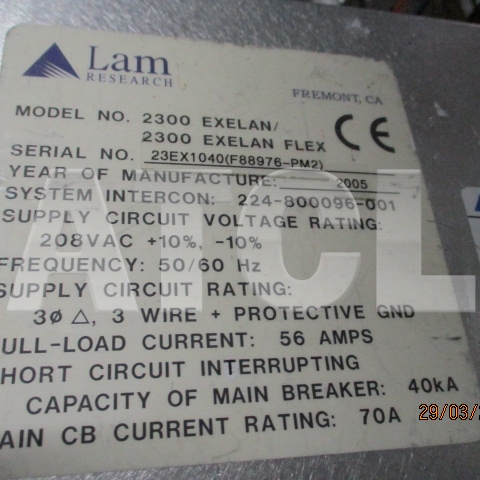 Lam
RESEARCH
FREMONT, CA
MODEL NO. 2300 EXELAN/
2300 EXELAN FLEX
CE
SERIAL NO. 23EX1040(F88976-PM2)
YEAR OF MANUFACTURE: 2005
SYSTEM INTERCON: 224-800096-001
SUPPLY CIRCUIT VOLTAGE RATING:
208VAC +10%, -10%
FREQUENCY: 50/60 Hz
SUPPLY CIRCUIT RATING:
3Ø △, 3 WIRE + PROTECTIVE GND
ULL-LOAD CURRENT: 56 AMPS
HORT CIRCUIT INTERRUPTING
CAPACITY OF MAIN BREAKER: 40kA
AIN CB CURRENT RATING: 70A
29/03/2
ATCL